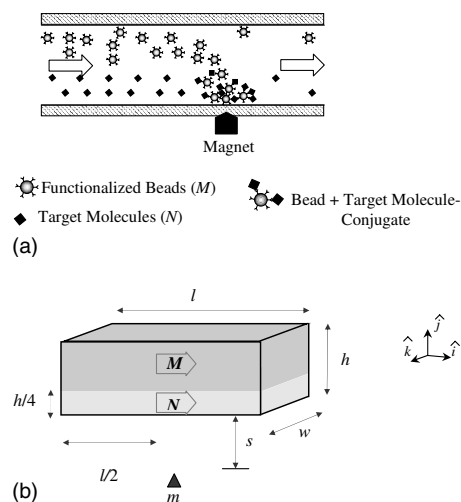 Magnet
Functionalized Beads (M)
Target Molecules (N)
Bead + Target Molecule-
Conjugate
(a)
l
M
N
h/4
h
w
s
l/2
m
ĵ
k̂
î
(b)